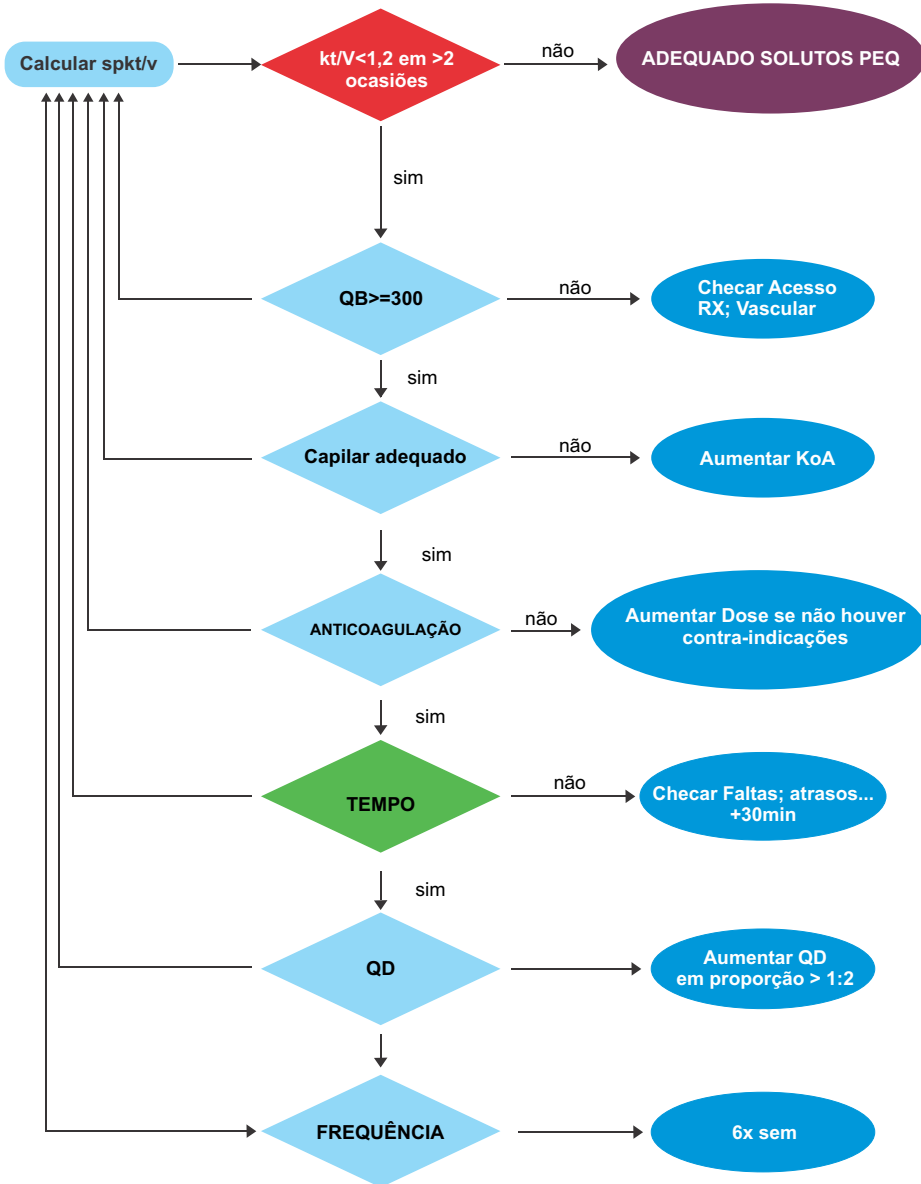 Calcular spkt/v
kt/V<1,2 em >2
ocasiões
não
ADEQUADO SOLUTOS PEQ
sim
QB>=300
não
Checar Acesso
RX; Vascular
sim
Capilar adequado
não
Aumentar KoA
sim
ANTICOAGULAÇÃO
não
Aumentar Dose se não houver
contra-indicações
sim
TEMPO
não
Checar Faltas; atrasos...
+30min
sim
QD
Aumentar QD
em proporção > 1:2
FREQUÊNCIA
6x sem